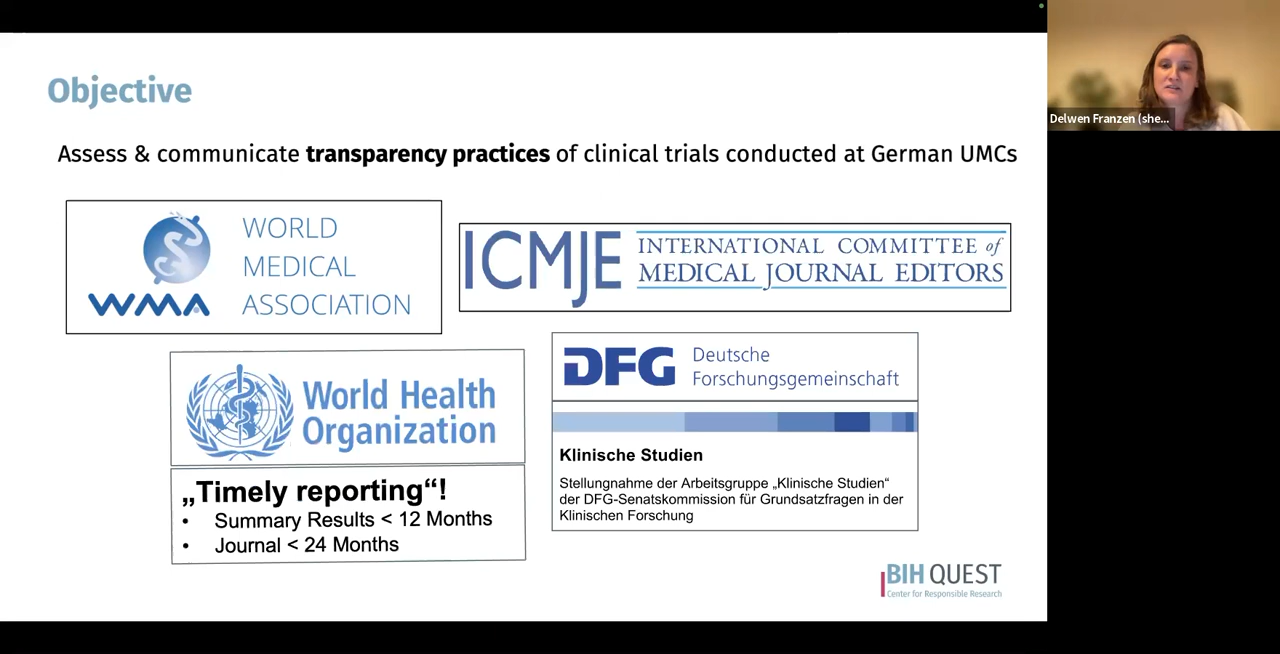 Objective
Assess & communicate transparency practices of clinical trials conducted at German UMCs
WMA
WORLD
MEDICAL
ASSOCIATION
ICMJE
INTERNATIONAL COMMITTEE of
MEDICAL JOURNAL EDITORS
World Health
Organization
„Timely reporting“!
• Summary Results < 12 Months
• Journal < 24 Months
DFG
Deutsche
Forschungsgemeinschaft
Klinische Studien
Stellungnahme der Arbeitsgruppe „Klinische Studien“
der DFG-Senatskommission für Grundsatzfragen in der
Klinischen Forschung
BIH QUEST
Center for Responsible Research
Delwen Franzen (she...